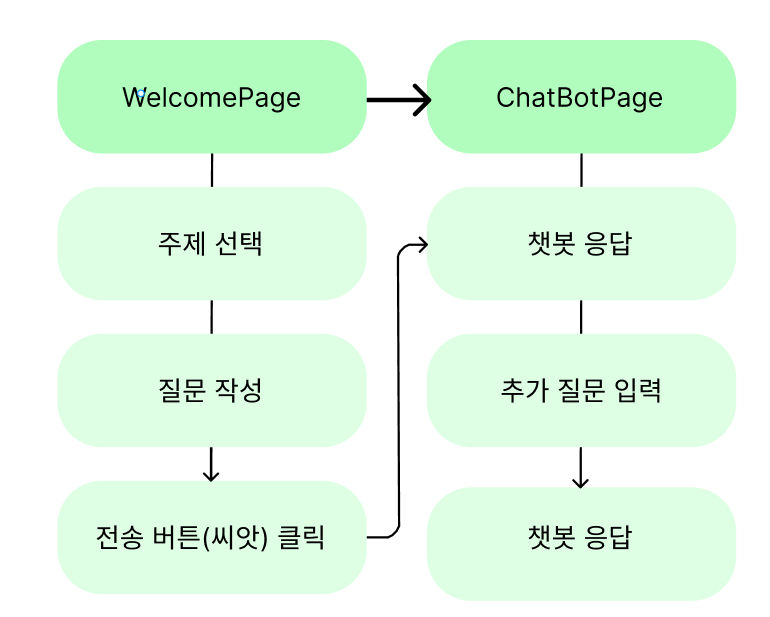 WelcomePage
주제 선택
질문 작성
전송 버튼(씨앗) 클릭
ChatBotPage
챗봇 응답
추가 질문 입력
챗봇 응답